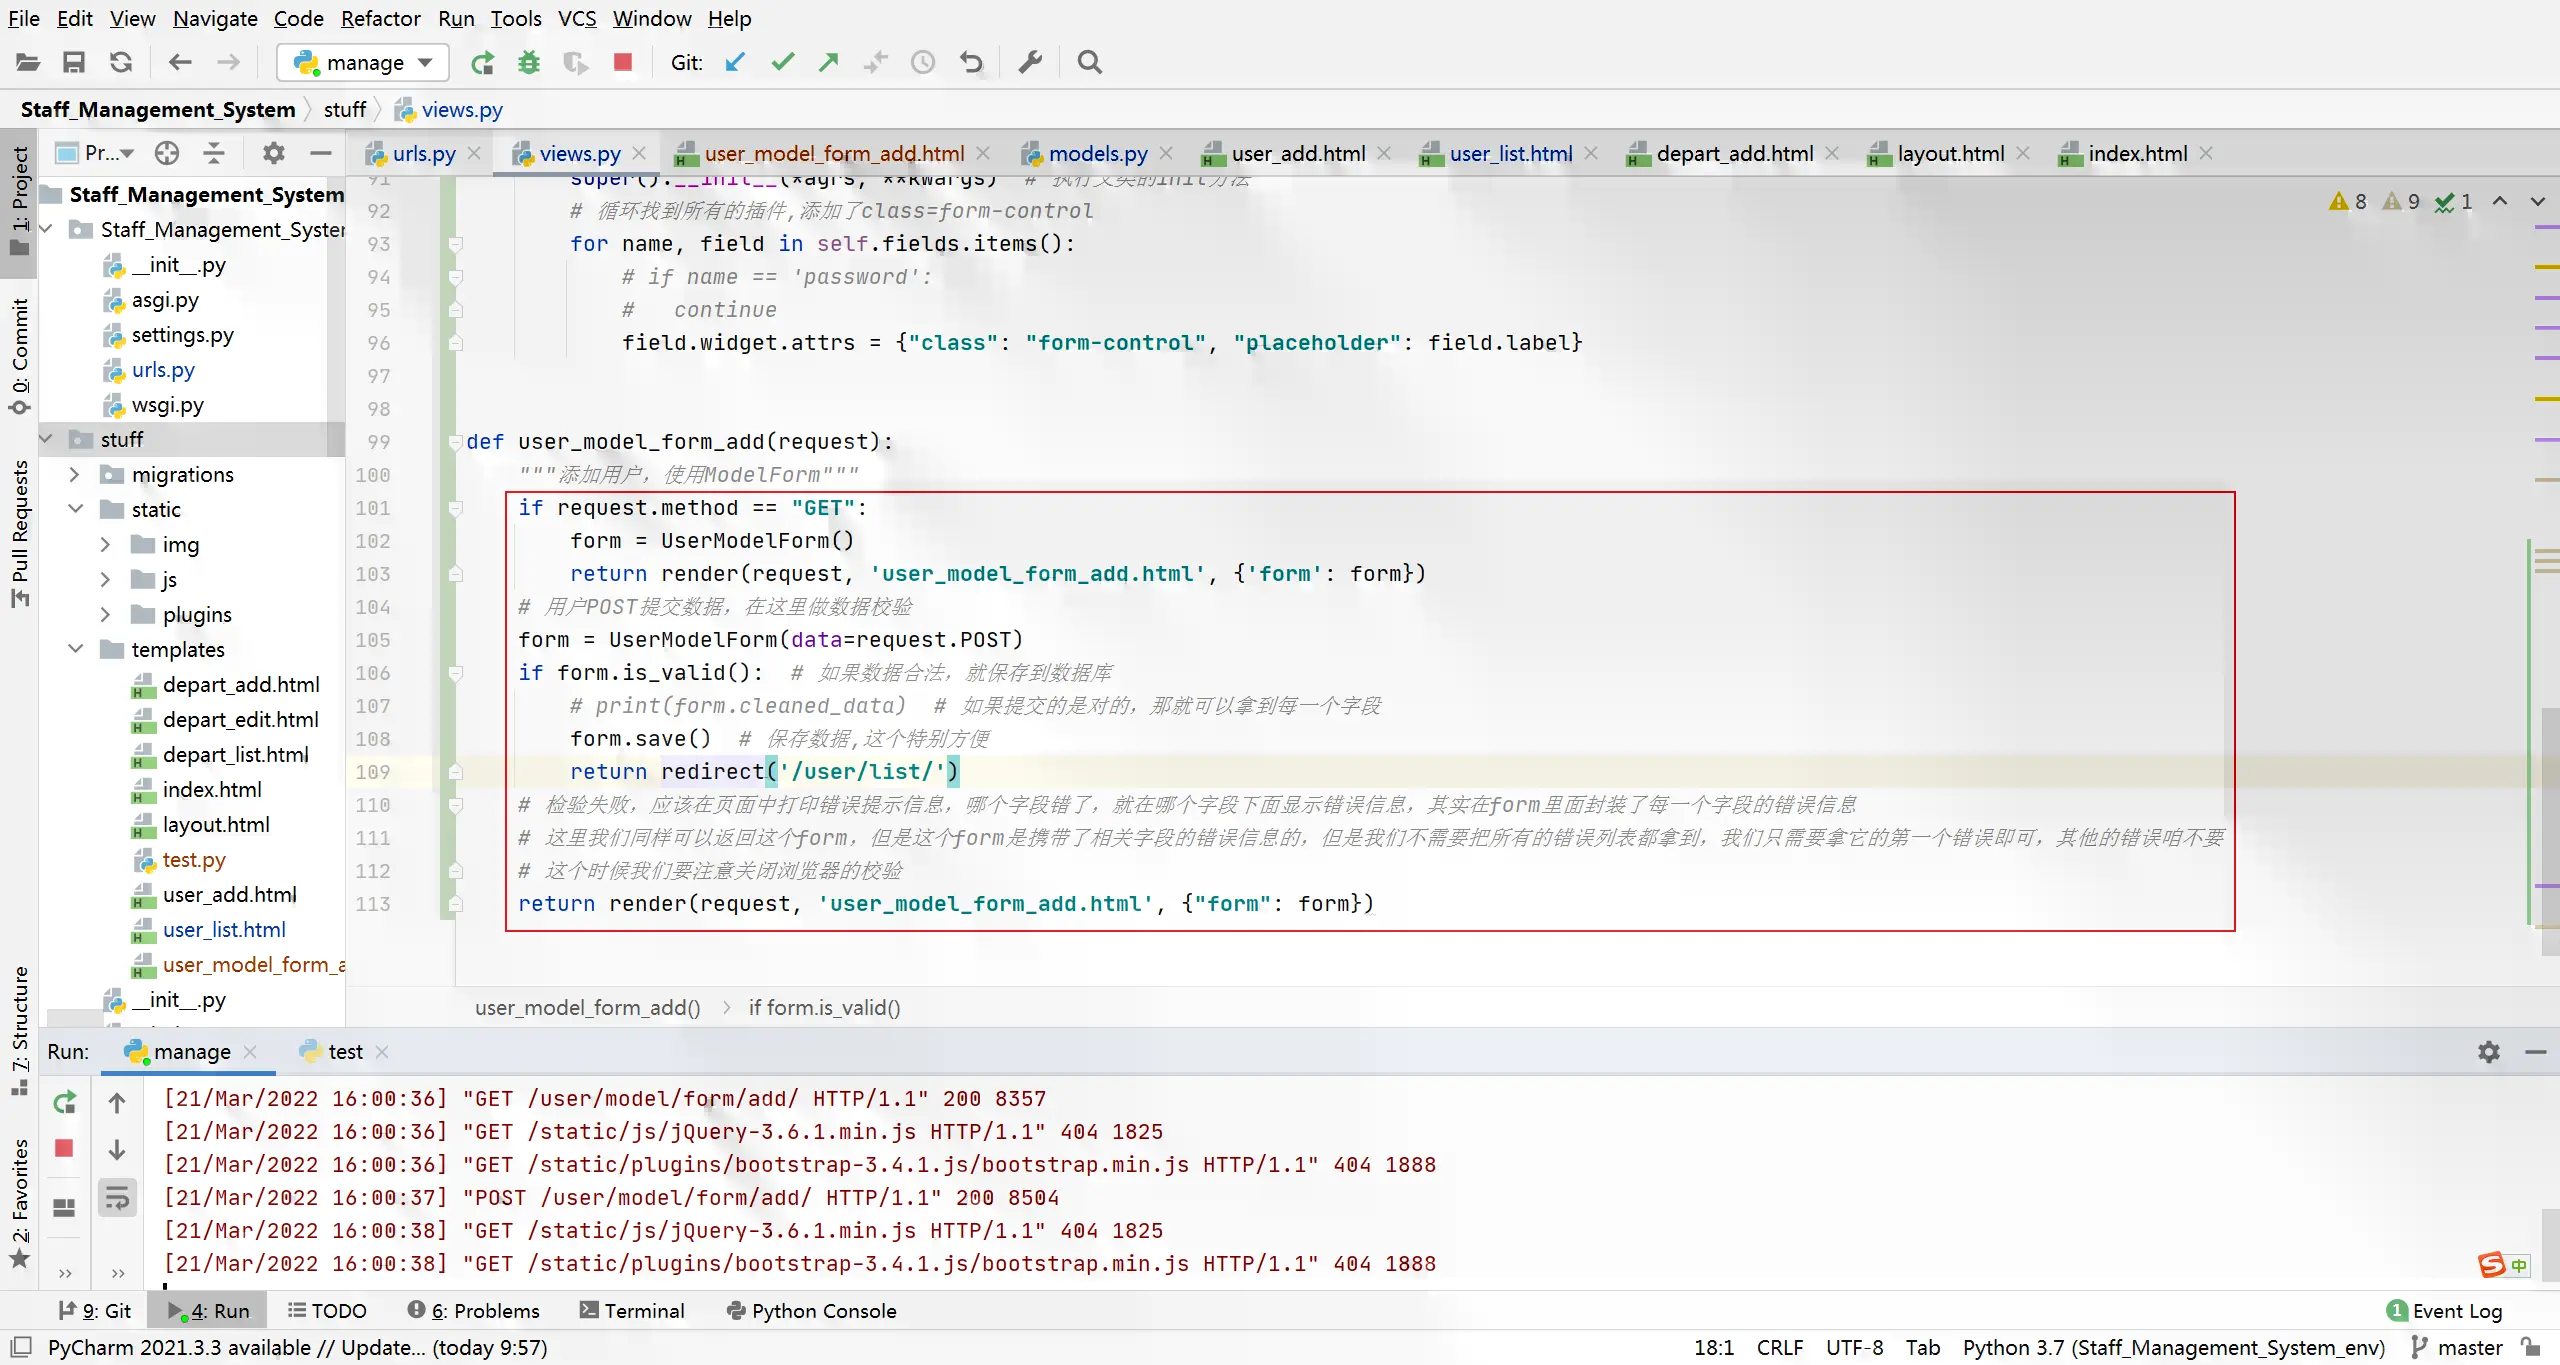 File Edit View Navigate Code Refactor Run Tools VCS Window Help
manage Git:
Staff_Management_System stuff views.py
Pr... urls.py views.py user_model_form_add.html models.py user_add.html user_list.html depart_add.html layout.html index.html
1: Project
0: Commit
Pull Requests
7: Structure
2: Favorites
Staff_Management_System
Staff_Management_Syster
__init__.py
asgi.py
settings.py
urls.py
wsgi.py
stuff
migrations
static
img
js
plugins
templates
depart_add.html
depart_edit.html
depart_list.html
index.html
layout.html
test.py
user_add.html
user_list.html
user_model_form_a
__init__.py
8 9 1
91 super().__init__(*agrs, **kwargs) # 执行父类的init方法
92 # 循环找到所有的插件,添加了class=form-control
93 for name, field in self.fields.items():
94 # if name == 'password':
95 # continue
96 field.widget.attrs = {"class": "form-control", "placeholder": field.label}
97
98
99 def user_model_form_add(request):
100 """添加用户，使用ModelForm"""
101 if request.method == "GET":
102 form = UserModelForm()
103 return render(request, 'user_model_form_add.html', {'form': form})
104 # 用户POST提交数据，在这里做数据校验
105 form = UserModelForm(data=request.POST)
106 if form.is_valid(): # 如果数据合法，就保存到数据库
107 # print(form.cleaned_data) # 如果提交的是对的，那就可以拿到每一个字段
108 form.save() # 保存数据,这个特别方便
109 return redirect('/user/list/')
110 # 检验失败，应该在页面中打印错误提示信息，哪个字段错了，就在哪个字段下面显示错误信息，其实在form里面封装了每一个字段的错误信息
111 # 这里我们同样可以返回这个form，但是这个form是携带了相关字段的错误信息的，但是我们不需要把所有的错误列表都拿到，我们只需要拿它的第一个错误即可，其他的错误咱不要
112 # 这个时候我们要注意关闭浏览器的校验
113 return render(request, 'user_model_form_add.html', {"form": form})
user_model_form_add() if form.is_valid()
Run: manage test
[21/Mar/2022 16:00:36] "GET /user/model/form/add/ HTTP/1.1" 200 8357
[21/Mar/2022 16:00:36] "GET /static/js/jQuery-3.6.1.min.js HTTP/1.1" 404 1825
[21/Mar/2022 16:00:36] "GET /static/plugins/bootstrap-3.4.1.js/bootstrap.min.js HTTP/1.1" 404 1888
[21/Mar/2022 16:00:37] "POST /user/model/form/add/ HTTP/1.1" 200 8504
[21/Mar/2022 16:00:38] "GET /static/js/jQuery-3.6.1.min.js HTTP/1.1" 404 1825
[21/Mar/2022 16:00:38] "GET /static/plugins/bootstrap-3.4.1.js/bootstrap.min.js HTTP/1.1" 404 1888
中
9: Git 4: Run TODO 6: Problems Terminal Python Console 1 Event Log
PyCharm 2021.3.3 available // Update... (today 9:57) 18:1 CRLF UTF-8 Tab Python 3.7 (Staff_Management_System_env) master